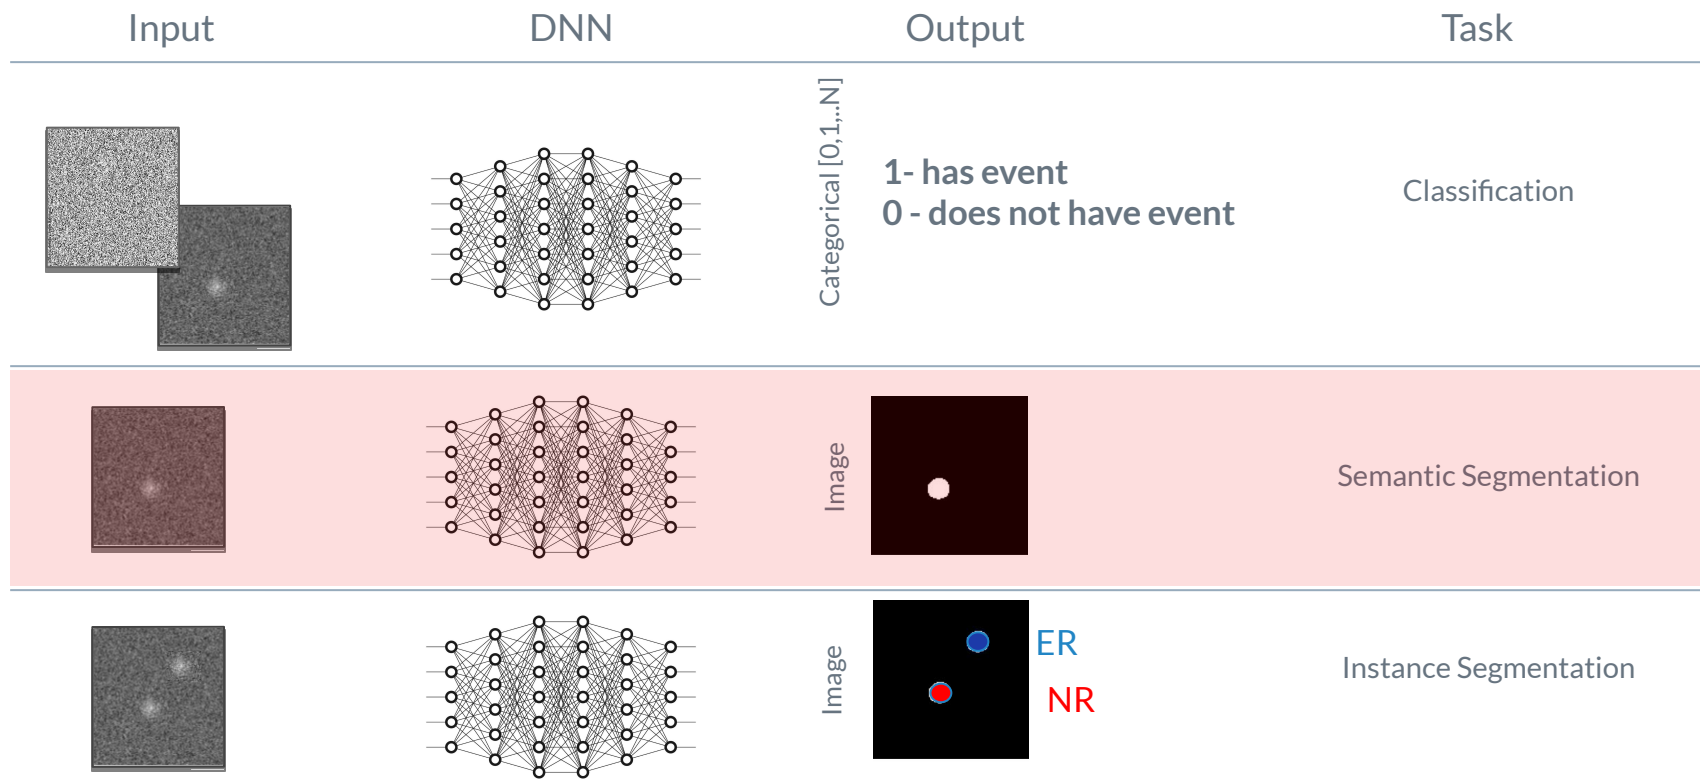 Input
DNN
Output
Task
Categorical [0,1,..N]
1- has event
0 - does not have event
Classification
Image
Semantic Segmentation
Image
ER
NR
Instance Segmentation